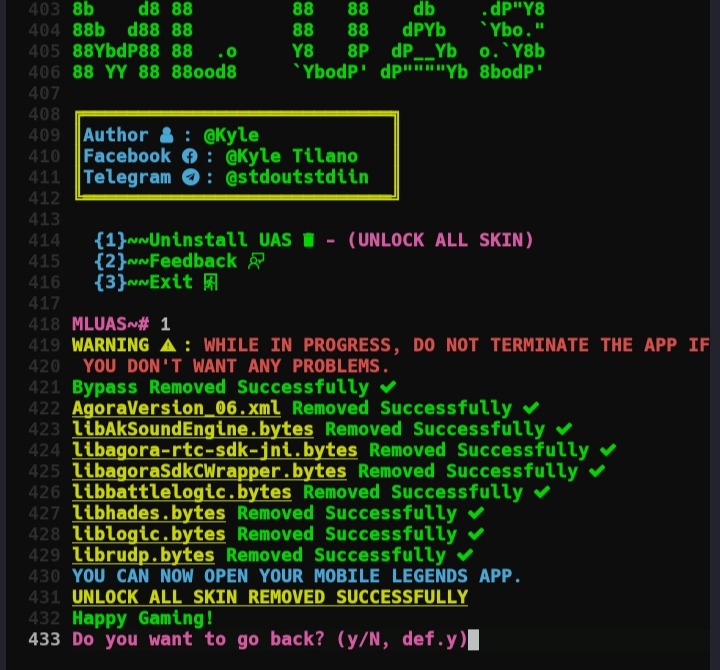 403 8b      d8 88         88   88    db    .dP"Y8
404 88b    d88 88         88   88   dPYb   `Ybo."
405 88YbdP88 88  .o     Y8   8P  dP__Yb  o.`Y8b
406 88 YY 88 88ood8     `YbodP' dP""""Yb 8bodP'
407
408
409 Author : @Kyle
410 Facebook : @Kyle Tilano
411 Telegram : @stdoutstdiin
412
413
414 {1}~~Uninstall UAS - (UNLOCK ALL SKIN)
415 {2}~~Feedback
416 {3}~~Exit
417
418 MLUAS~# 1
419 WARNING ⚠ : WHILE IN PROGRESS, DO NOT TERMINATE THE APP IF
420 YOU DON'T WANT ANY PROBLEMS.
421 Bypass Removed Successfully ✔
422 AgoraVersion_06.xml Removed Successfully ✔
423 libAkSoundEngine.bytes Removed Successfully ✔
424 libagora-rtc-sdk-jni.bytes Removed Successfully ✔
425 libagoraSdkCWrapper.bytes Removed Successfully ✔
426 libbattlelogic.bytes Removed Successfully ✔
427 libhades.bytes Removed Successfully ✔
428 liblogic.bytes Removed Successfully ✔
429 librudp.bytes Removed Successfully ✔
430 YOU CAN NOW OPEN YOUR MOBILE LEGENDS APP.
431 UNLOCK ALL SKIN REMOVED SUCCESSFULLY
432 Happy Gaming!
433 Do you want to go back? (y/N, def.y)